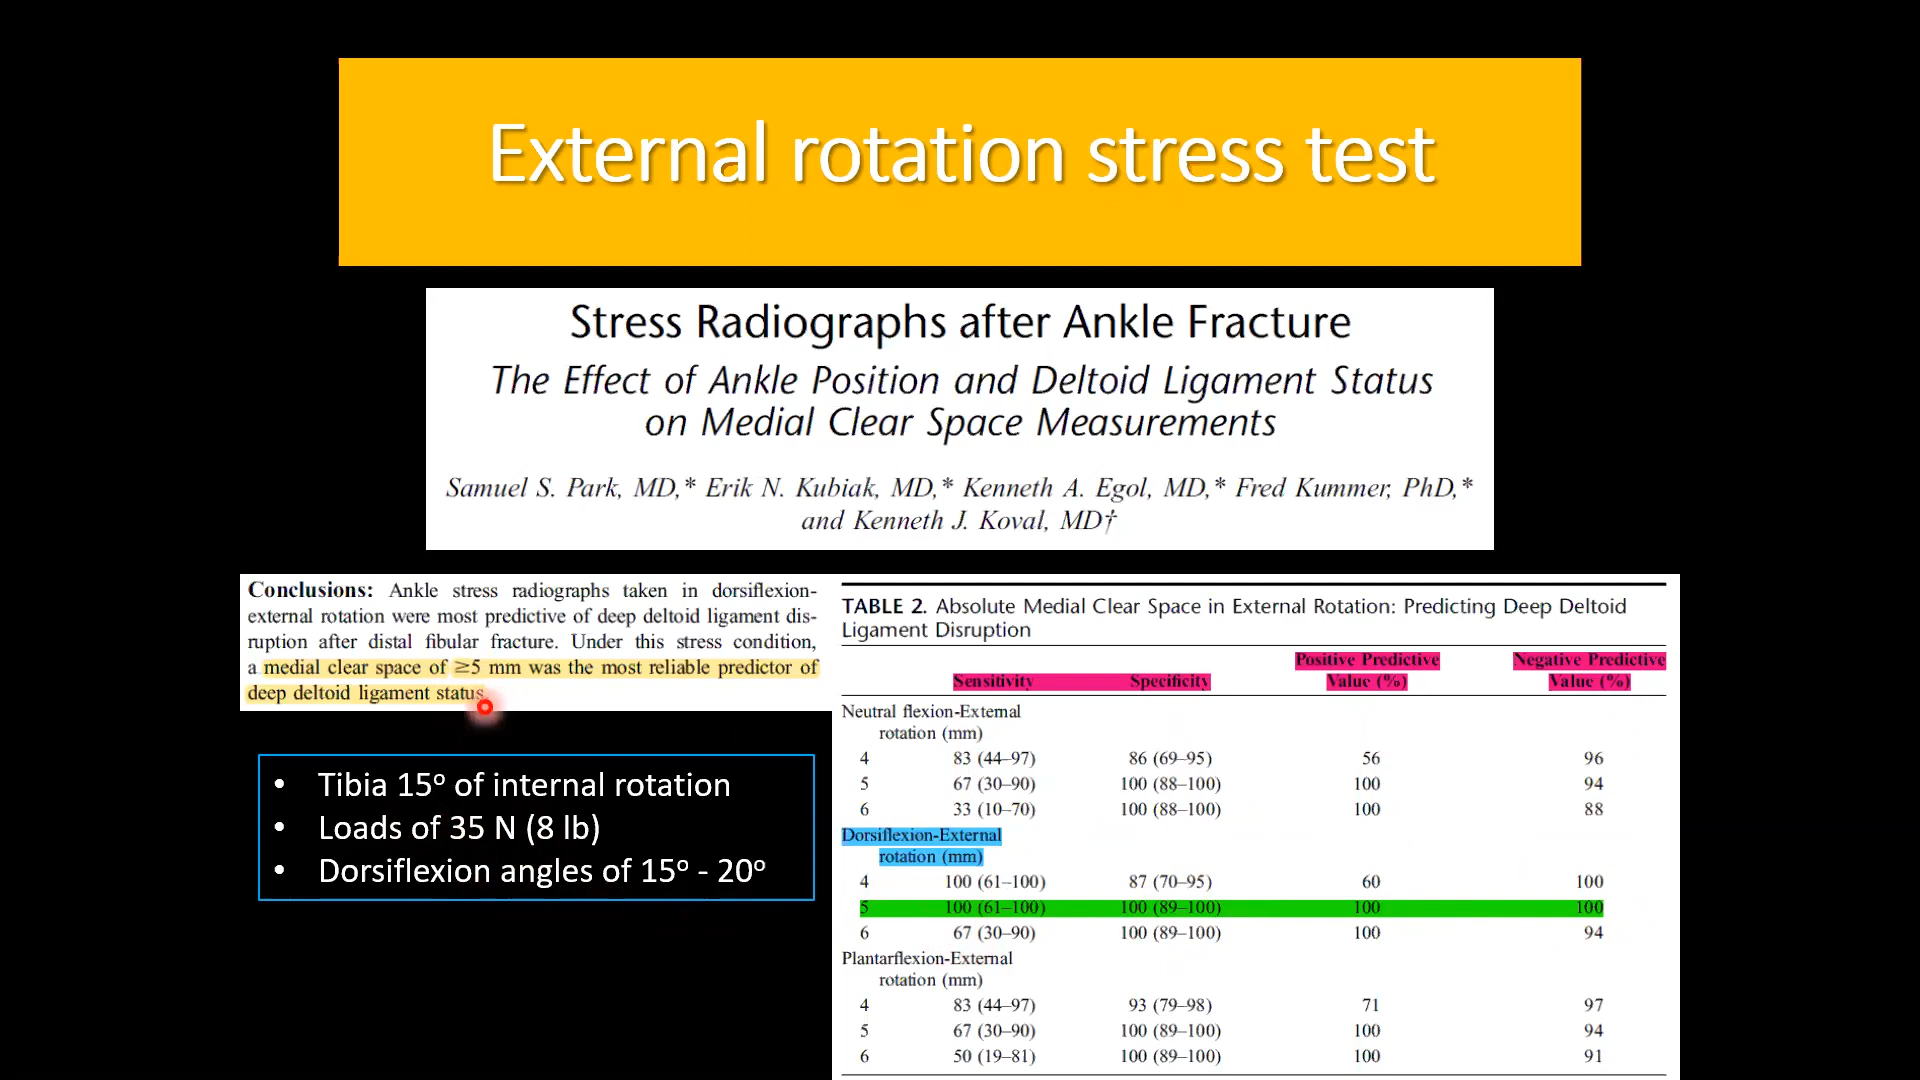 External rotation stress test
Stress Radiographs after Ankle Fracture
The Effect of Ankle Position and Deltoid Ligament Status
on Medial Clear Space Measurements
Samuel S. Park, MD,* Erik N. Kubiak, MD,* Kenneth A. Egol, MD,* Fred Kummer, PhD,*
and Kenneth J. Koval, MD†
Conclusions: Ankle stress radiographs taken in dorsiflexion-
external rotation were most predictive of deep deltoid ligament dis-
ruption after distal fibular fracture. Under this stress condition,
a medial clear space of ≥5 mm was the most reliable predictor of
deep deltoid ligament status.
• Tibia 15º of internal rotation
• Loads of 35 N (8 lb)
• Dorsiflexion angles of 15º - 20º
TABLE 2. Absolute Medial Clear Space in External Rotation: Predicting Deep Deltoid
Ligament Disruption
Positive Predictive Negative Predictive
Sensitivity Specificity Value (%) Value (%)
Neutral flexion-External
rotation (mm)
4 83 (44–97) 86 (69–95) 56 96
5 67 (30–90) 100 (88–100) 100 94
6 33 (10–70) 100 (88–100) 100 88
Dorsiflexion-External
rotation (mm)
4 100 (61–100) 87 (70–95) 60 100
5 100 (61–100) 100 (89–100) 100 100
6 67 (30–90) 100 (89–100) 100 94
Plantarflexion-External
rotation (mm)
4 83 (44–97) 93 (79–98) 71 97
5 67 (30–90) 100 (89–100) 100 94
6 50 (19–81) 100 (89–100) 100 91